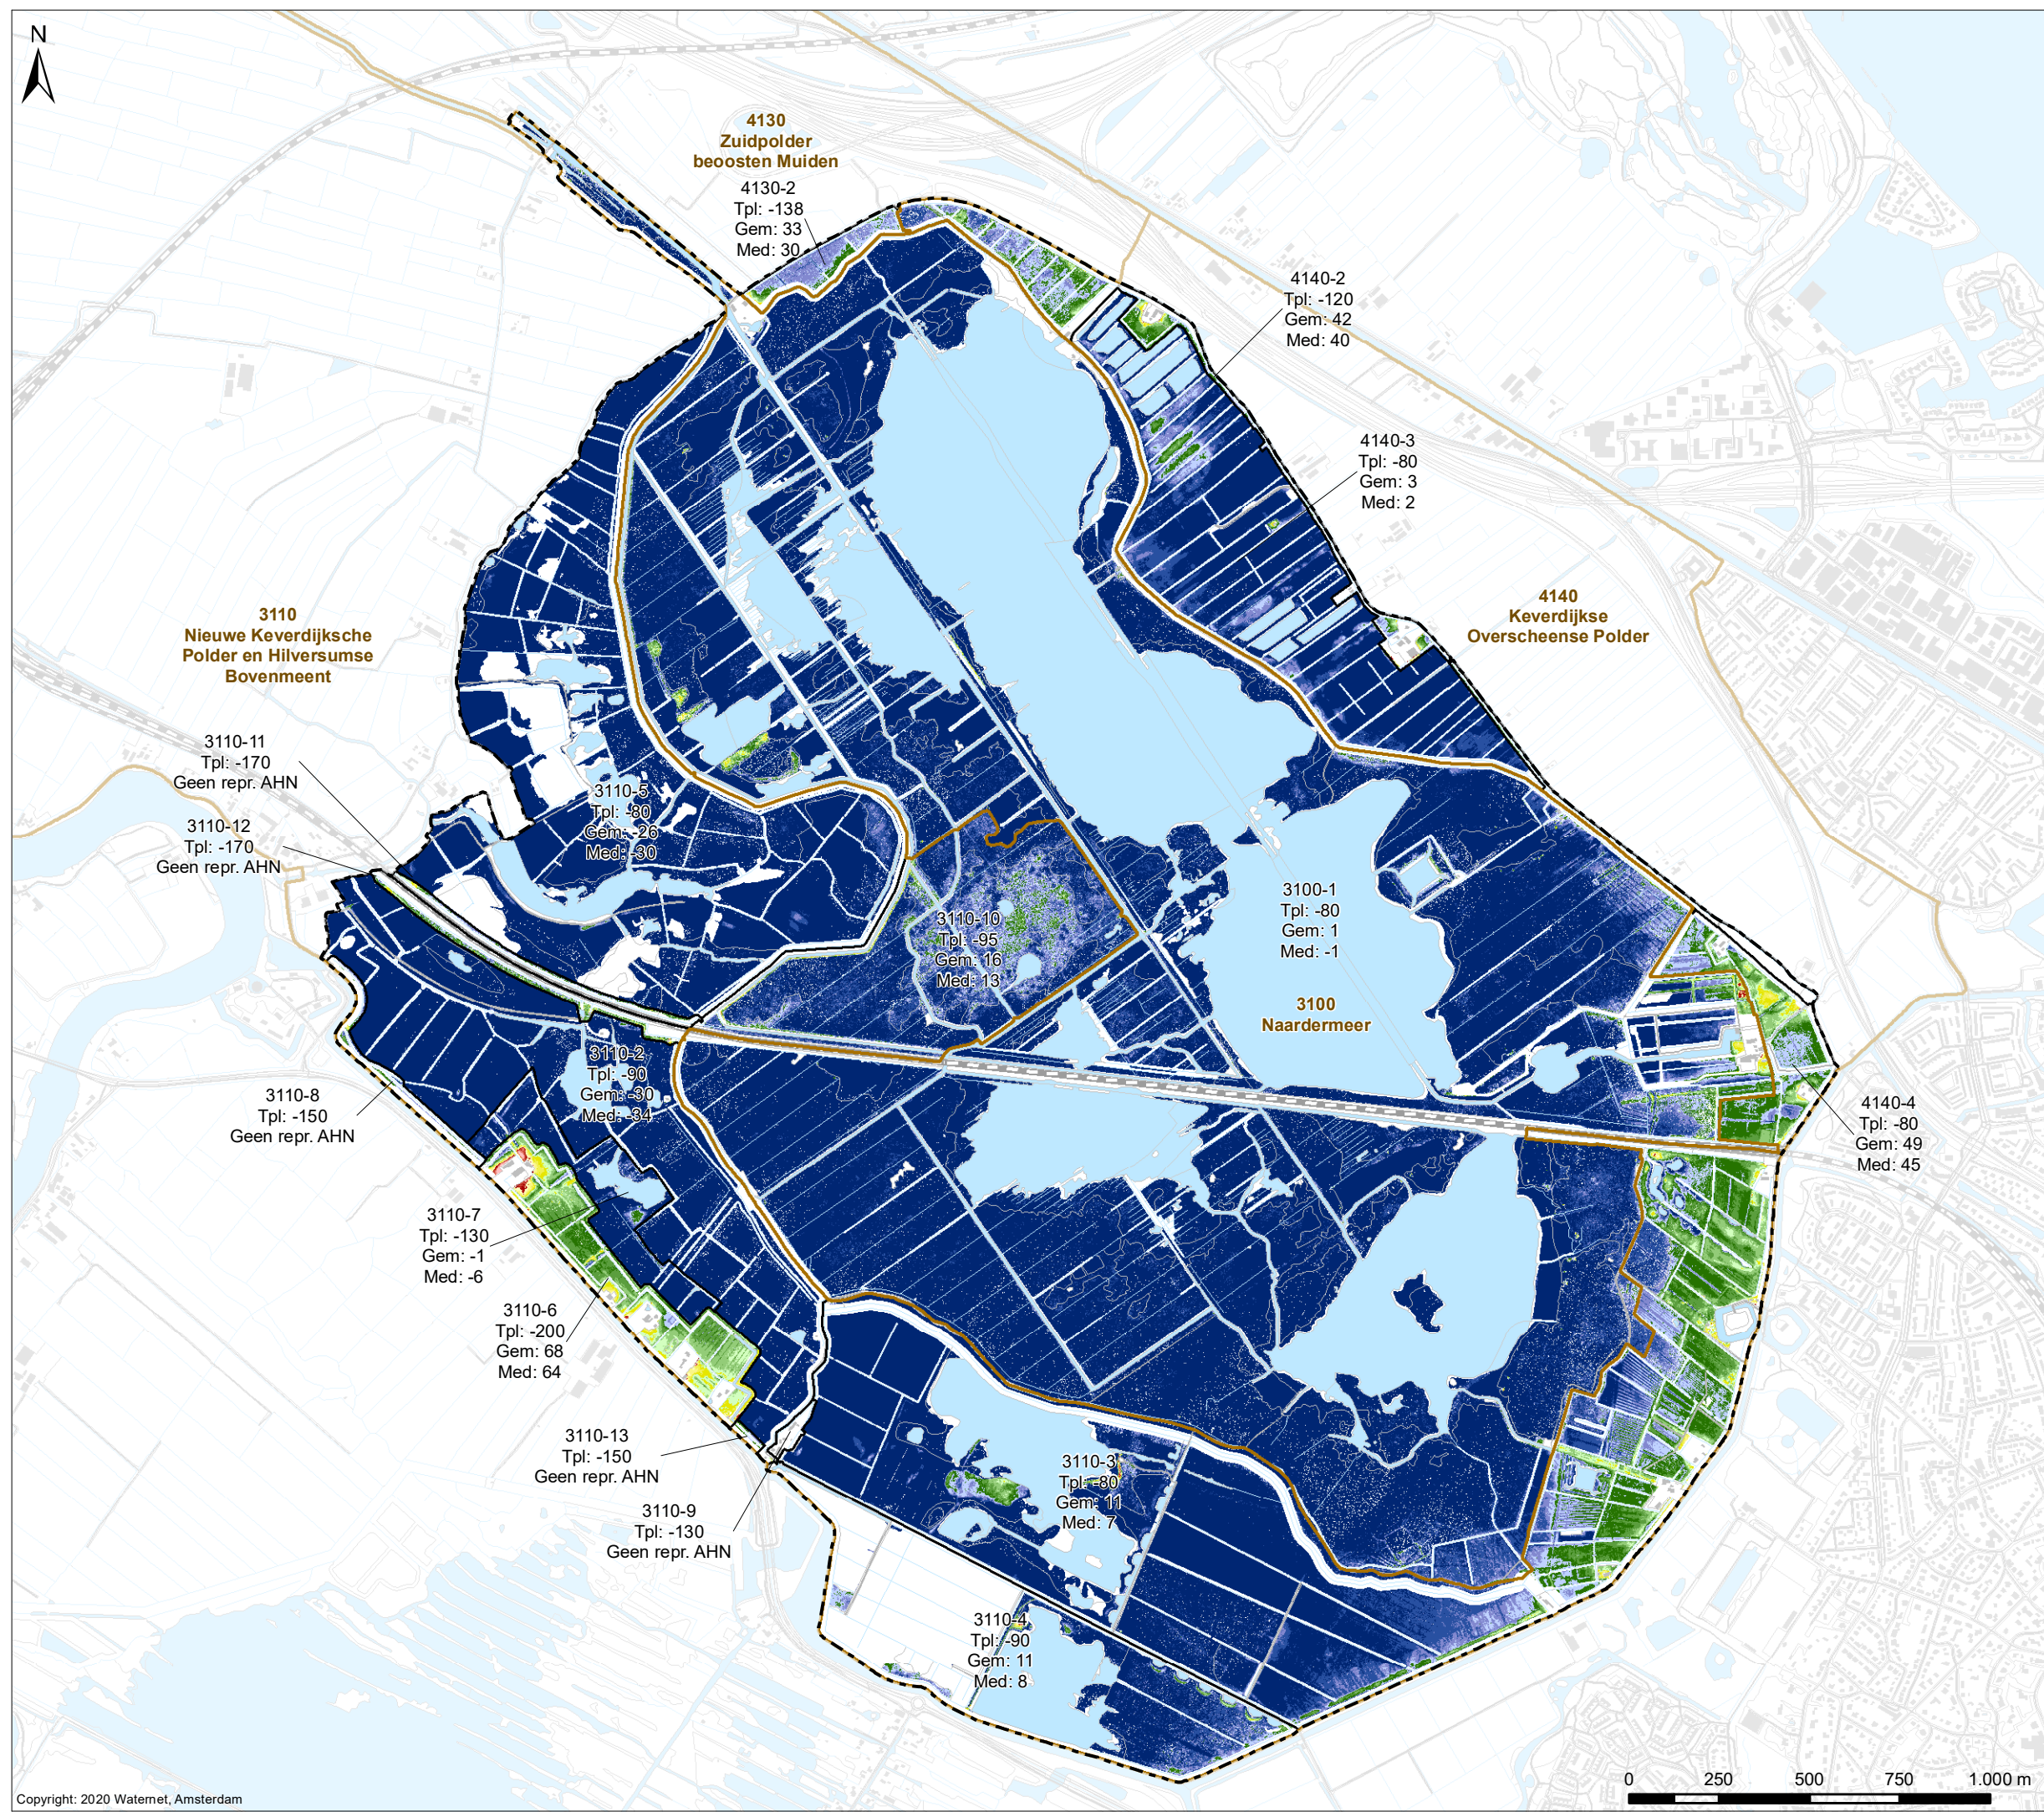 N
4130
Zuidpolder
beoosten Muiden
4130-2
Tpl: -138
Gem: 33
Med: 30
4140-2
Tpl: -120
Gem: 42
Med: 40
4140-3
Tpl: -80
Gem: 3
Med: 2
3110
Nieuwe Keverdijksche
Polder en Hilversumse
Bovenmeent
4140
Keverdijkse
Overscheense Polder
3110-11
Tpl: -170
Geen repr. AHN
3110-12
Tpl: -170
Geen repr. AHN
3110-5
Tpl: -80
Gem: -26
Med: -30
3110-10
Tpl: -95
Gem: 16
Med: 13
3100-1
Tpl: -80
Gem: 1
Med: -1
3100
Naardermeer
3110-2
Tpl: -90
Gem: -30
Med: -34
3110-8
Tpl: -150
Geen repr. AHN
4140-4
Tpl: -80
Gem: 49
Med: 45
3110-7
Tpl: -130
Gem: -1
Med: -6
3110-6
Tpl: -200
Gem: 68
Med: 64
3110-13
Tpl: -150
Geen repr. AHN
3110-3
Tpl: -80
Gem: 11
Med: 7
3110-9
Tpl: -130
Geen repr. AHN
3110-4
Tpl: -90
Gem: 11
Med: 8
0 250 500 750 1.000 m
Copyright: 2020 Waternet, Amsterdam